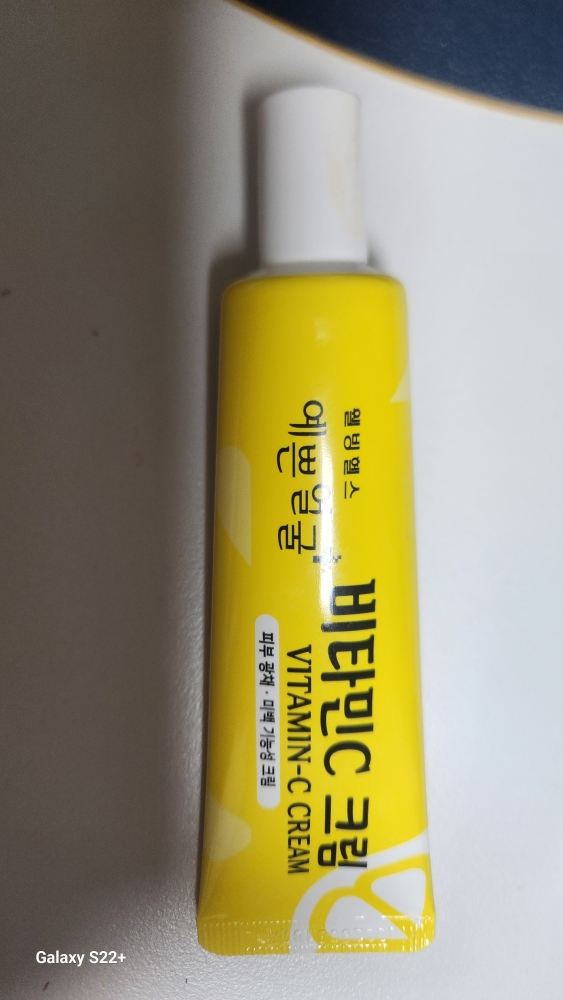 웰빙헬스
예쁜 얼굴
비타민C 크림
VITAMIN-C CREAM
피부 광채 · 미백 기능성 크림
Galaxy S22+